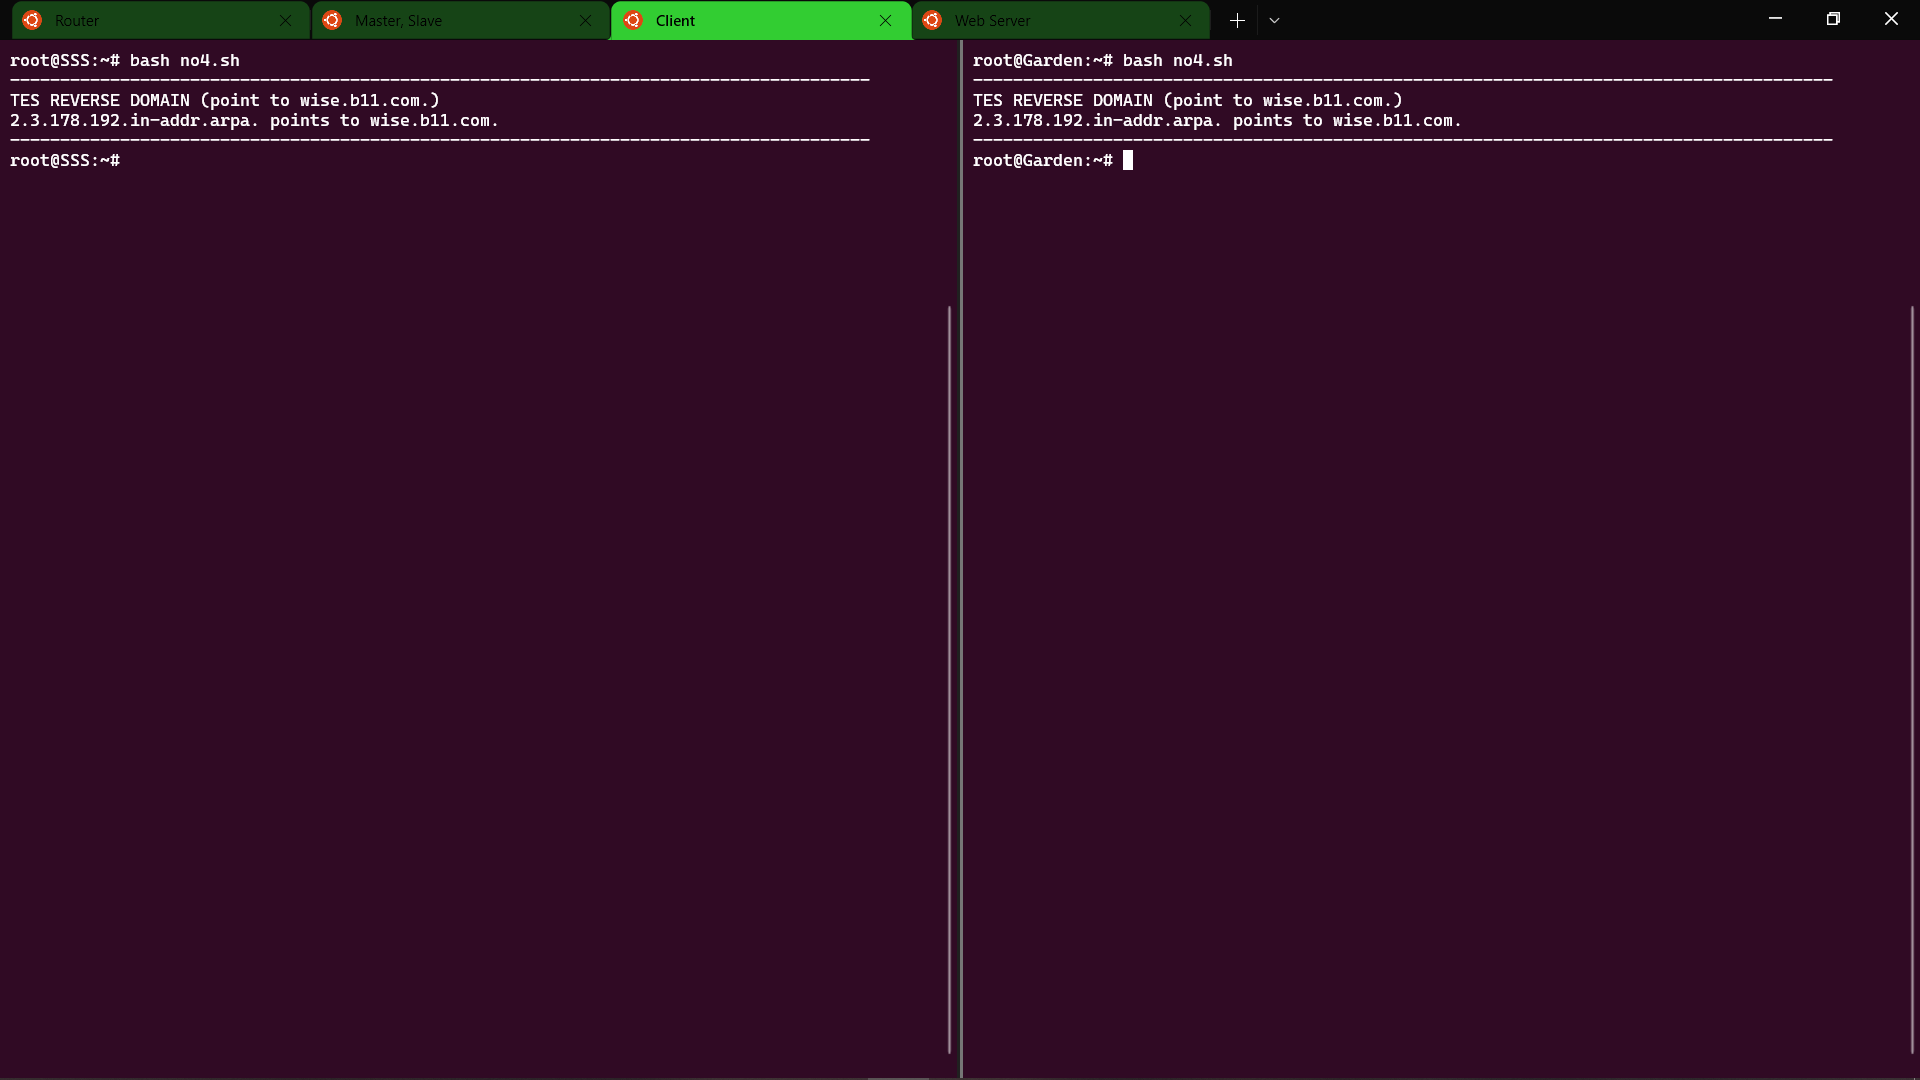 Router
Master, Slave
Client
Web Server
root@SSS:~# bash no4.sh
--------------------------------------------------------------------------------------
TES REVERSE DOMAIN (point to wise.b11.com.)
2.3.178.192.in-addr.arpa. points to wise.b11.com.
--------------------------------------------------------------------------------------
root@SSS:~#
root@Garden:~# bash no4.sh
--------------------------------------------------------------------------------------
TES REVERSE DOMAIN (point to wise.b11.com.)
2.3.178.192.in-addr.arpa. points to wise.b11.com.
--------------------------------------------------------------------------------------
root@Garden:~#